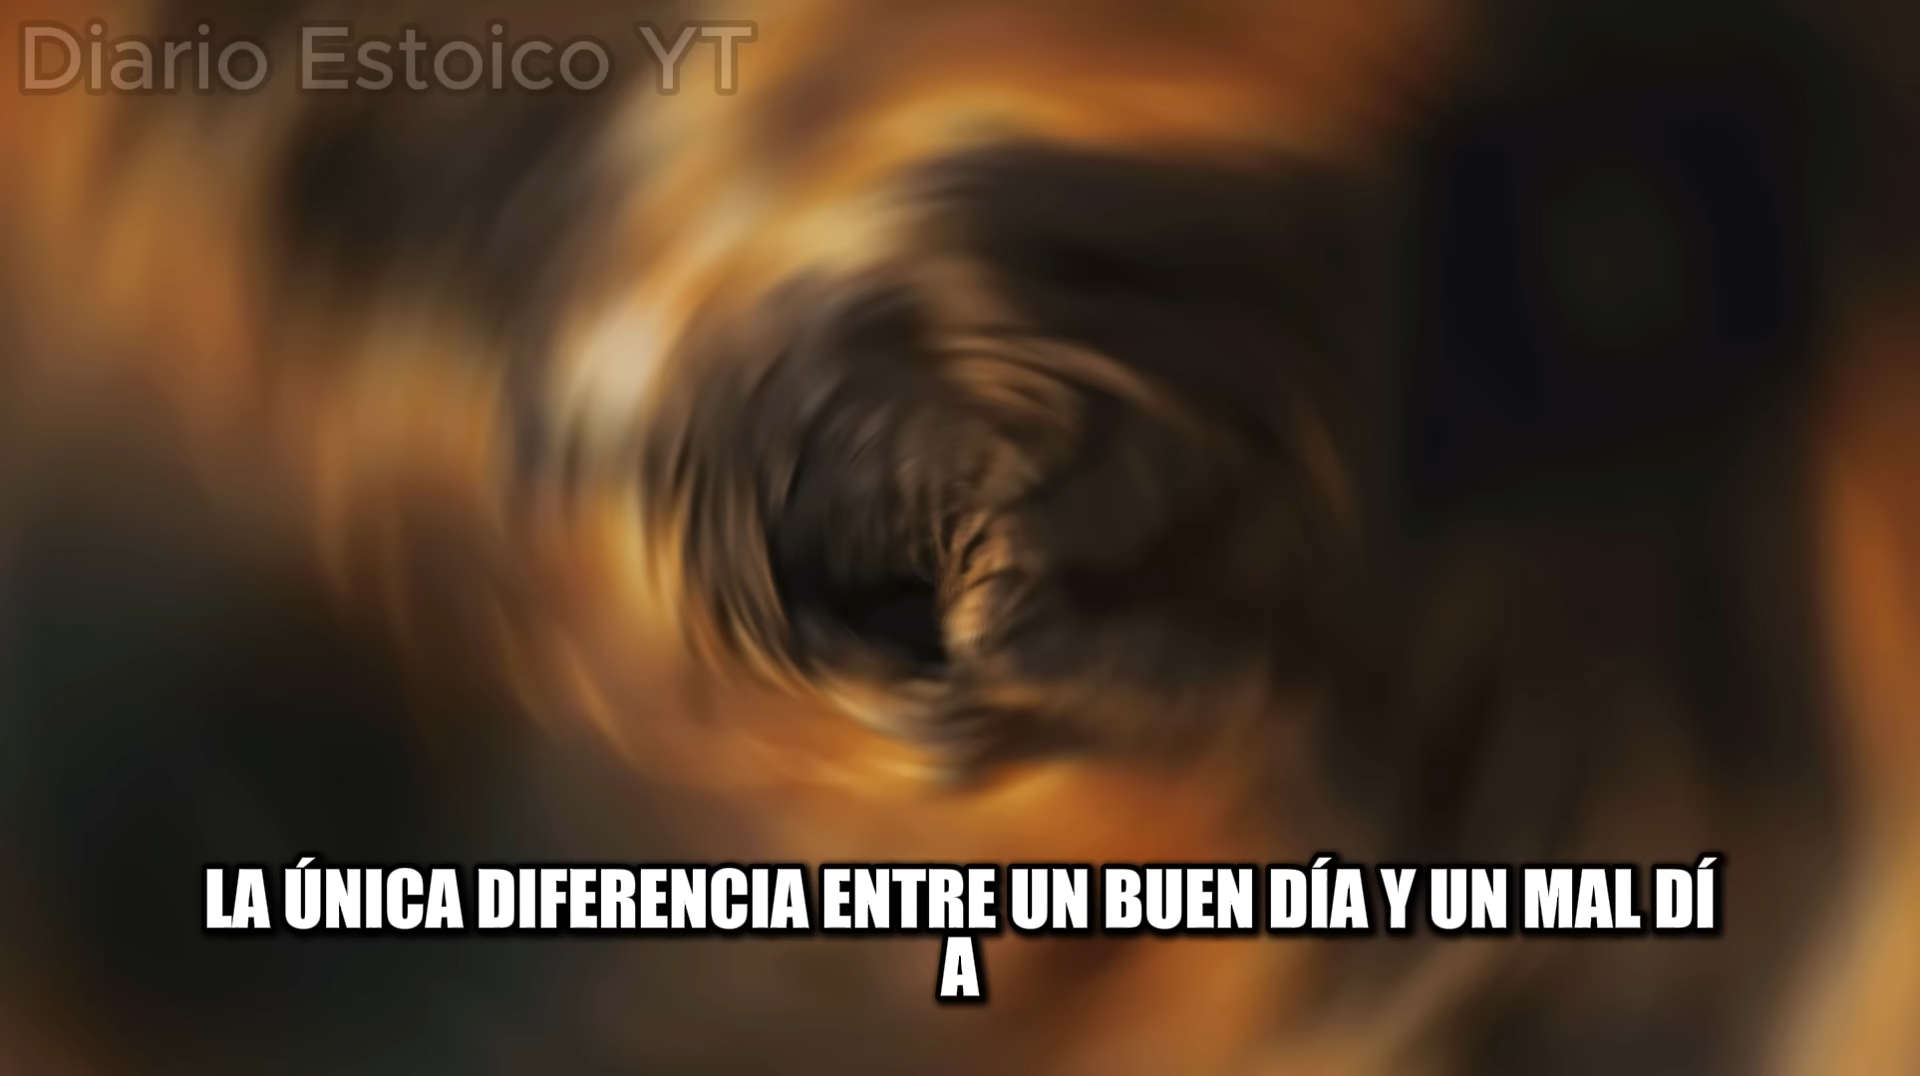 Diario Estoico YT
LA ÚNICA DIFERENCIA ENTRE UN BUEN DÍA Y UN MAL DÍ
A